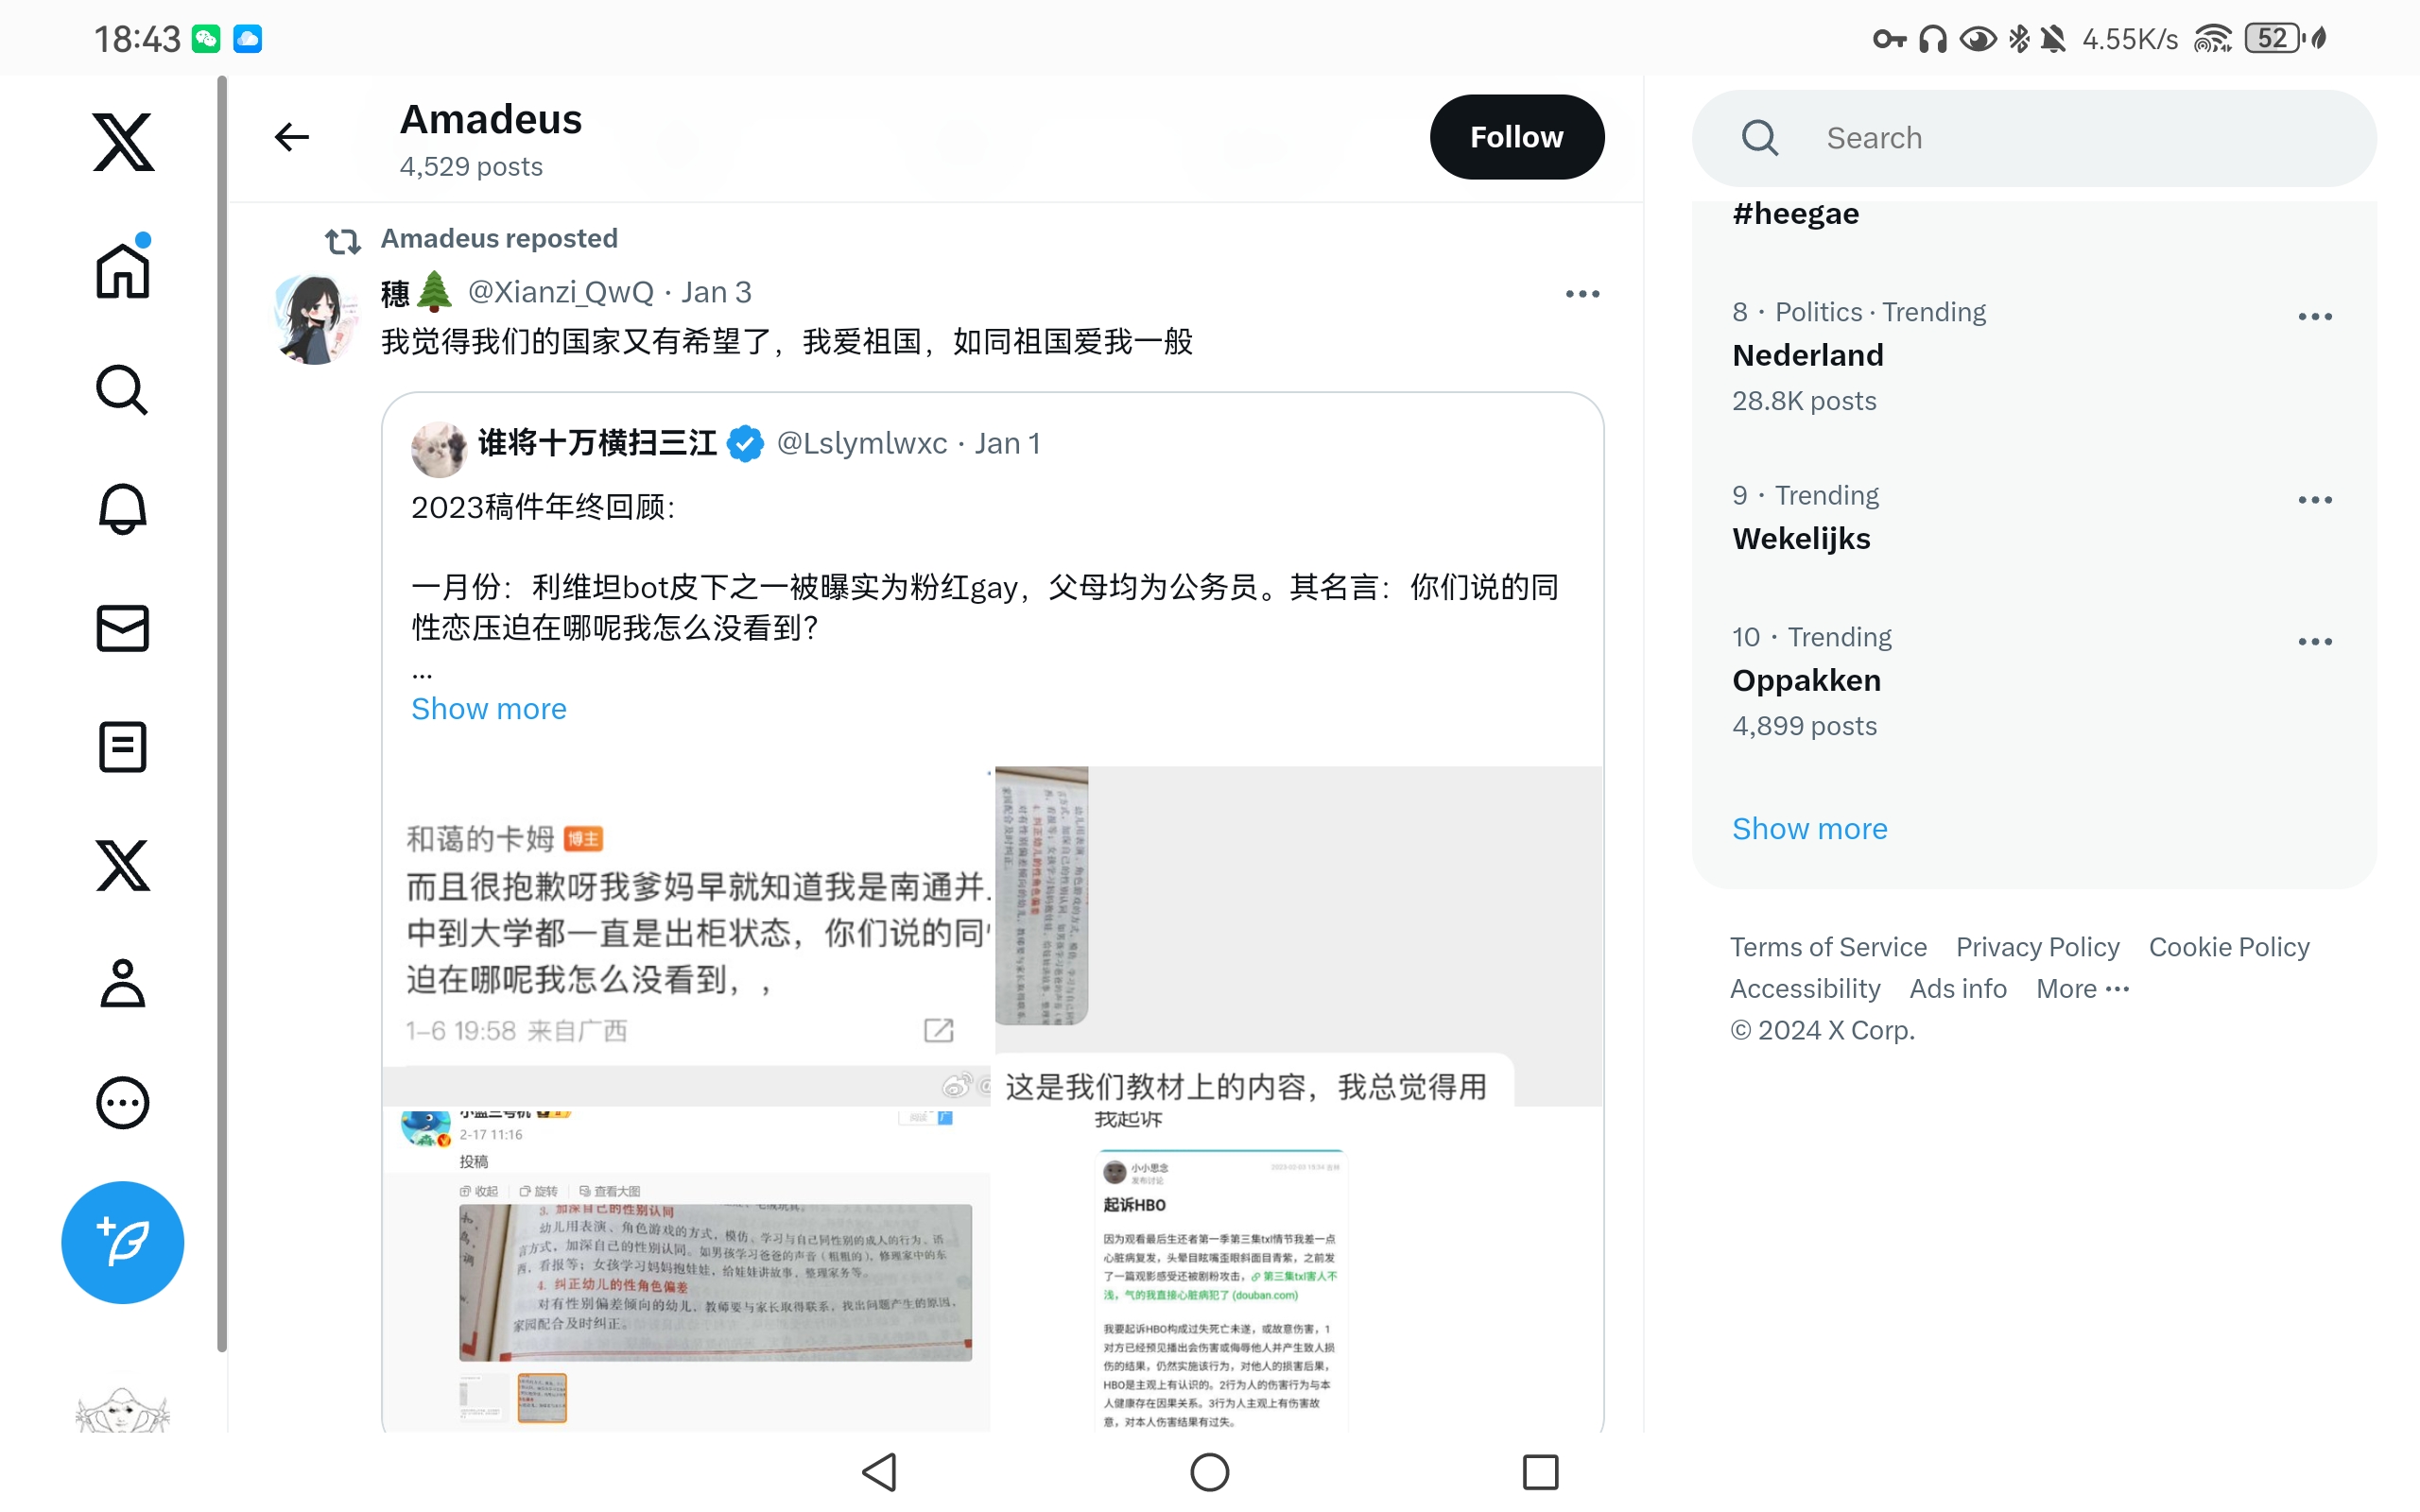 18:43
4.55K/s
52
Amadeus
4,529 posts
Follow
Search
Amadeus reposted
穗🌲 @Xianzi_QwQ · Jan 3
我觉得我们的国家又有希望了，我爱祖国，如同祖国爱我一般
谁将十万横扫三江 @Lslymlwxc · Jan 1
2023稿件年终回顾：
一月份：利维坦bot皮下之一被曝实为粉红gay，父母均为公务员。其名言：你们说的同
性恋压迫在哪呢我怎么没看到？
...
Show more
和蔼的卡姆 博主
而且很抱歉呀我爹妈早就知道我是南通并
中到大学都一直是出柜状态，你们说的同
迫在哪呢我怎么没看到，，
1-6 19:58 来自广西
这是我们教材上的内容，我总觉得用
2-17 11:16
投稿
收起 旋转 查看大图
3. 加深自己的性别认同
幼儿用表演、角色游戏的方式，模仿、学习与自己同性别的成人的行为、语
言方式，加深自己的性别认同。如男孩学习爸爸的声音（粗粗的），修理家中的东
西，看报等；女孩学习妈妈抱娃娃，给娃娃讲故事、整理家务等。
4. 纠正幼儿的性角色偏差
对有性别偏差倾向的幼儿，教师要与家长取得联系，找出问题产生的原因，
家园配合及时纠正。
我起诉
小小思念
发布讨论
起诉HBO
因为观看最后生还者第一季第三集txl情节我差一点
心脏病复发，头晕目眩嘴歪眼斜面目青紫，之前发
了一篇观影感受还被剧粉攻击，第三集txl害人不
浅，气的我直接心脏病犯了 (douban.com)
我要起诉HBO构成过失死亡未遂，或故意伤害，1
对方已经预见播出会伤害或侮辱他人并产生致人损
伤的结果，仍然实施该行为，对他人的损害后果，
HBO是主观上有认识的。2行为人的伤害行为与本
人健康存在因果关系。3行为人主观上有伤害故
意，对本人伤害结果有过失。
#heegae
8 · Politics · Trending
Nederland
28.8K posts
9 · Trending
Wekelijks
10 · Trending
Oppakken
4,899 posts
Show more
Terms of Service Privacy Policy Cookie Policy
Accessibility Ads info More ...
© 2024 X Corp.